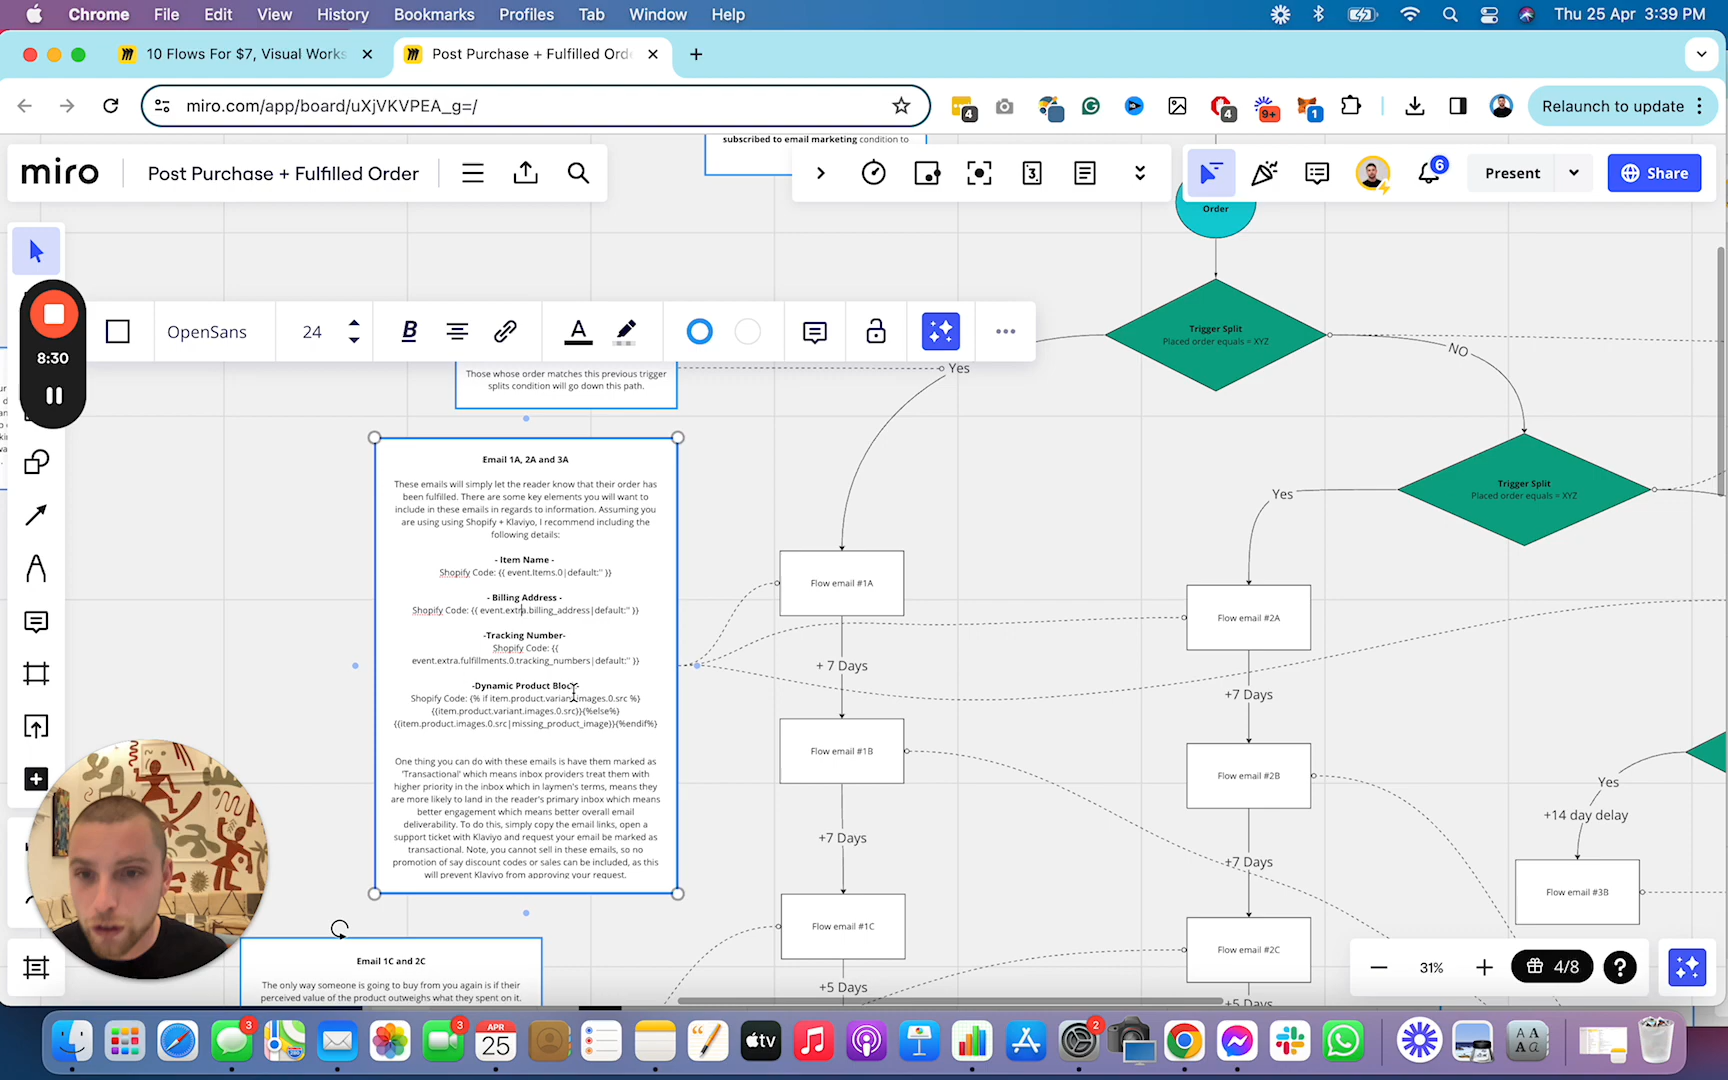 Chrome File Edit View History Bookmarks Profiles Tab Window Help
Thu 25 Apr 3:39 PM
10 Flows For $7, Visual Works
Post Purchase + Fulfilled Ord
miro.com/app/board/uXjVKVPEA_g=/
4
4
9+
1
Relaunch to update
subscribed to email marketing condition to
miro
Post Purchase + Fulfilled Order
3
6
Present
Share
Order
8:30
OpenSans
24
B
A
Those whose order matches this previous trigger
splits condition will go down this path.
Yes
Trigger Split
Placed order equals = XYZ
NO
Trigger Split
Placed order equals = XYZ
Yes
Email 1A, 2A and 3A
These emails will simply let the reader know that their order has
been fulfilled. There are some key elements you will want to
include in these emails in regards to information. Assuming you
are using using Shopify + Klaviyo, I recommend including the
following details:
- Item Name -
Shopify Code: {{ event.Items.0|default:'' }}
- Billing Address -
Shopify Code: {{ event.extra.billing_address|default:'' }}
-Tracking Number-
Shopify Code: {{
event.extra.fulfillments.0.tracking_numbers|default:'' }}
-Dynamic Product Block-
Shopify Code: {% if item.product.variant.images.0.src %}
{{item.product.variant.images.0.src}}{%else%}
{{item.product.images.0.src|missing_product_image}}{%endif%}
One thing you can do with these emails is have them marked as
'Transactional' which means inbox providers treat them with
higher priority in the inbox which in laymen's terms, means they
are more likely to land in the reader's primary inbox which means
better engagement which means better overall email
deliverability. To do this, simply copy the email links, open a
support ticket with Klaviyo and request your email be marked as
transactional. Note, you cannot sell in these emails, so no
promotion of say discount codes or sales can be included, as this
will prevent Klaviyo from approving your request.
Flow email #1A
+ 7 Days
Flow email #1B
+7 Days
Flow email #1C
+5 Days
Flow email #2A
+7 Days
Flow email #2B
+7 Days
Flow email #2C
+5 Days
Yes
+14 day delay
Flow email #3B
Email 1C and 2C
The only way someone is going to buy from you again is if their
perceived value of the product outweighs what they spent on it.
31%
4/8
?
3
3
APR
25
tv
2